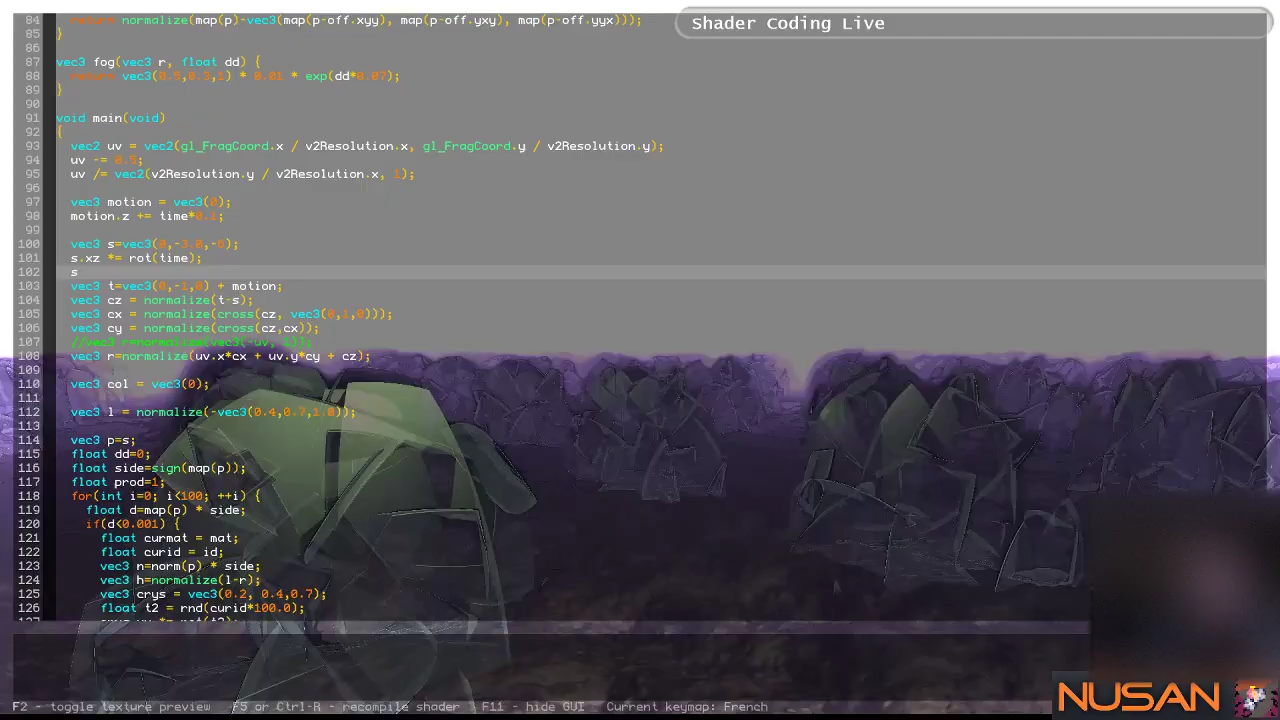 Shader Coding Live
84 return normalize(map(p)-vec3(map(p-off.xyy), map(p-off.yxy), map(p-off.yyx)));
85 }
86
87 vec3 fog(vec3 r, float dd) {
88 return vec3(0.5,0.3,1) * 0.01 * exp(dd*0.07);
89 }
90
91 void main(void)
92 {
93 vec2 uv = vec2(gl_FragCoord.x / v2Resolution.x, gl_FragCoord.y / v2Resolution.y);
94 uv -= 0.5;
95 uv /= vec2(v2Resolution.y / v2Resolution.x, 1);
96
97 vec3 motion = vec3(0);
98 motion.z += time*0.1;
99
100 vec3 s=vec3(0,-3.0,-6);
101 s.xz *= rot(time);
102 s
103 vec3 t=vec3(0,-1,0) + motion;
104 vec3 cz = normalize(t-s);
105 vec3 cx = normalize(cross(cz, vec3(0,1,0)));
106 vec3 cy = normalize(cross(cz,cx));
107 //vec3 r=normalize(vec3(-uv, 1));
108 vec3 r=normalize(uv.x*cx + uv.y*cy + cz);
109
110 vec3 col = vec3(0);
111
112 vec3 l = normalize(-vec3(0.4,0.7,1.0));
113
114 vec3 p=s;
115 float dd=0;
116 float side=sign(map(p));
117 float prod=1;
118 for(int i=0; i<100; ++i) {
119 float d=map(p) * side;
120 if(d<0.001) {
121 float curmat = mat;
122 float curid = id;
123 vec3 n=norm(p) * side;
124 vec3 h=normalize(l-r);
125 vec3 crys = vec3(0.2, 0.4,0.7);
126 float t2 = rnd(curid*100.0);
127
NUSAN
F2 - toggle texture preview F5 or Ctrl-R - recompile shader F11 - hide GUI Current keymap: French